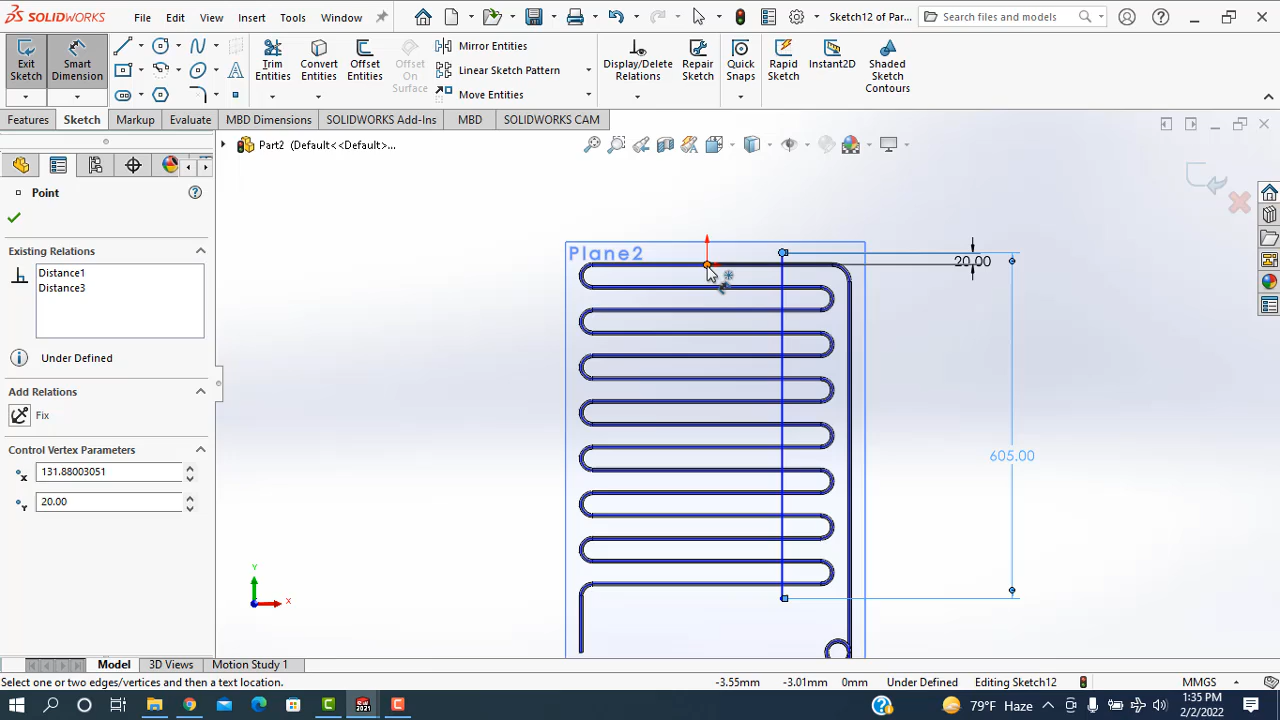 SOLIDWORKS
File Edit View Insert Tools Window
Sketch12 of Par...
Search files and models
Exit Sketch
Smart Dimension
Trim Entities
Convert Entities
Offset Entities
Offset On Surface
Mirror Entities
Linear Sketch Pattern
Move Entities
Display/Delete Relations
Repair Sketch
Quick Snaps
Rapid Sketch
Instant2D
Shaded Sketch Contours
Features Sketch Markup Evaluate MBD Dimensions SOLIDWORKS Add-Ins MBD SOLIDWORKS CAM
Part2 (Default<<Default>...
Point
Existing Relations
Distance1
Distance3
Under Defined
Add Relations
Fix
Control Vertex Parameters
131.88003051
20.00
Plane2
20.00
605.00
Y
X
Model 3D Views Motion Study 1
Select one or two edges/vertices and then a text location.
-3.55mm -3.01mm 0mm Under Defined Editing Sketch12 MMGS
79°F Haze
1:35 PM
2/2/2022